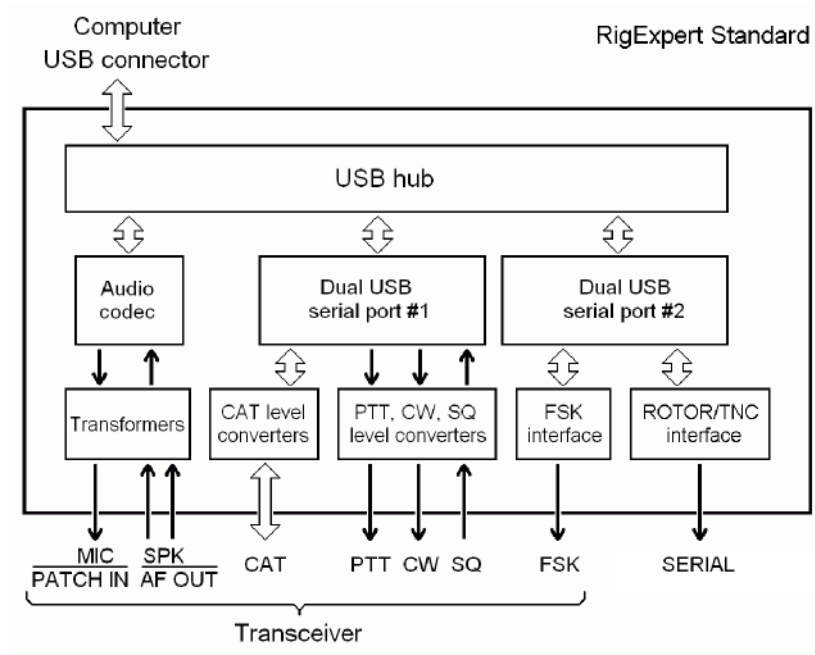 Computer
USB connector
RigExpert Standard
USB hub
Audio
codec
Dual USB
serial port #1
Dual USB
serial port #2
Transformers
CAT level
converters
PTT, CW, SQ
level converters
FSK
interface
ROTOR/TNC
interface
MIC
PATCH IN
SPK
AF OUT
CAT
PTT CW SQ
FSK
SERIAL
Transceiver